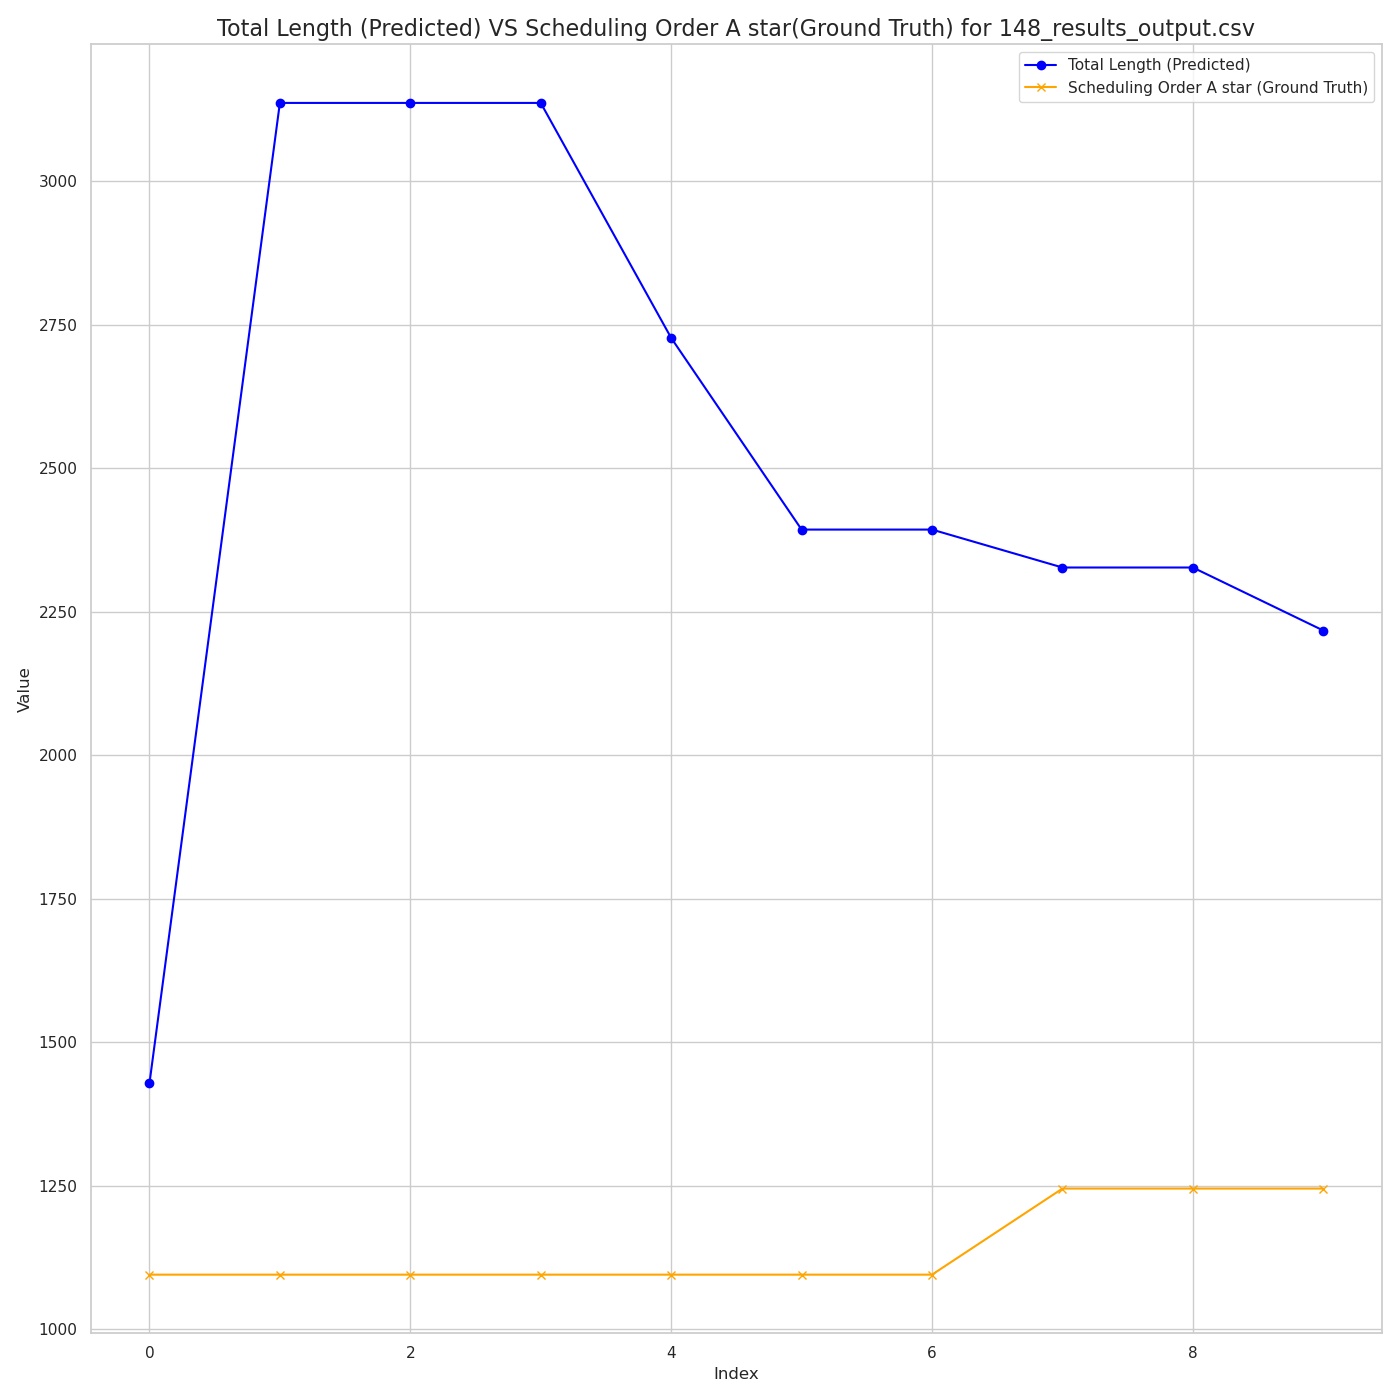 Total Length (Predicted) VS Scheduling Order A star(Ground Truth) for 148_results_output.csv
Total Length (Predicted)
Scheduling Order A star (Ground Truth)
3000
2750
2500
2250
2000
1750
1500
1250
1000
Value
0 2 4 6 8
Index